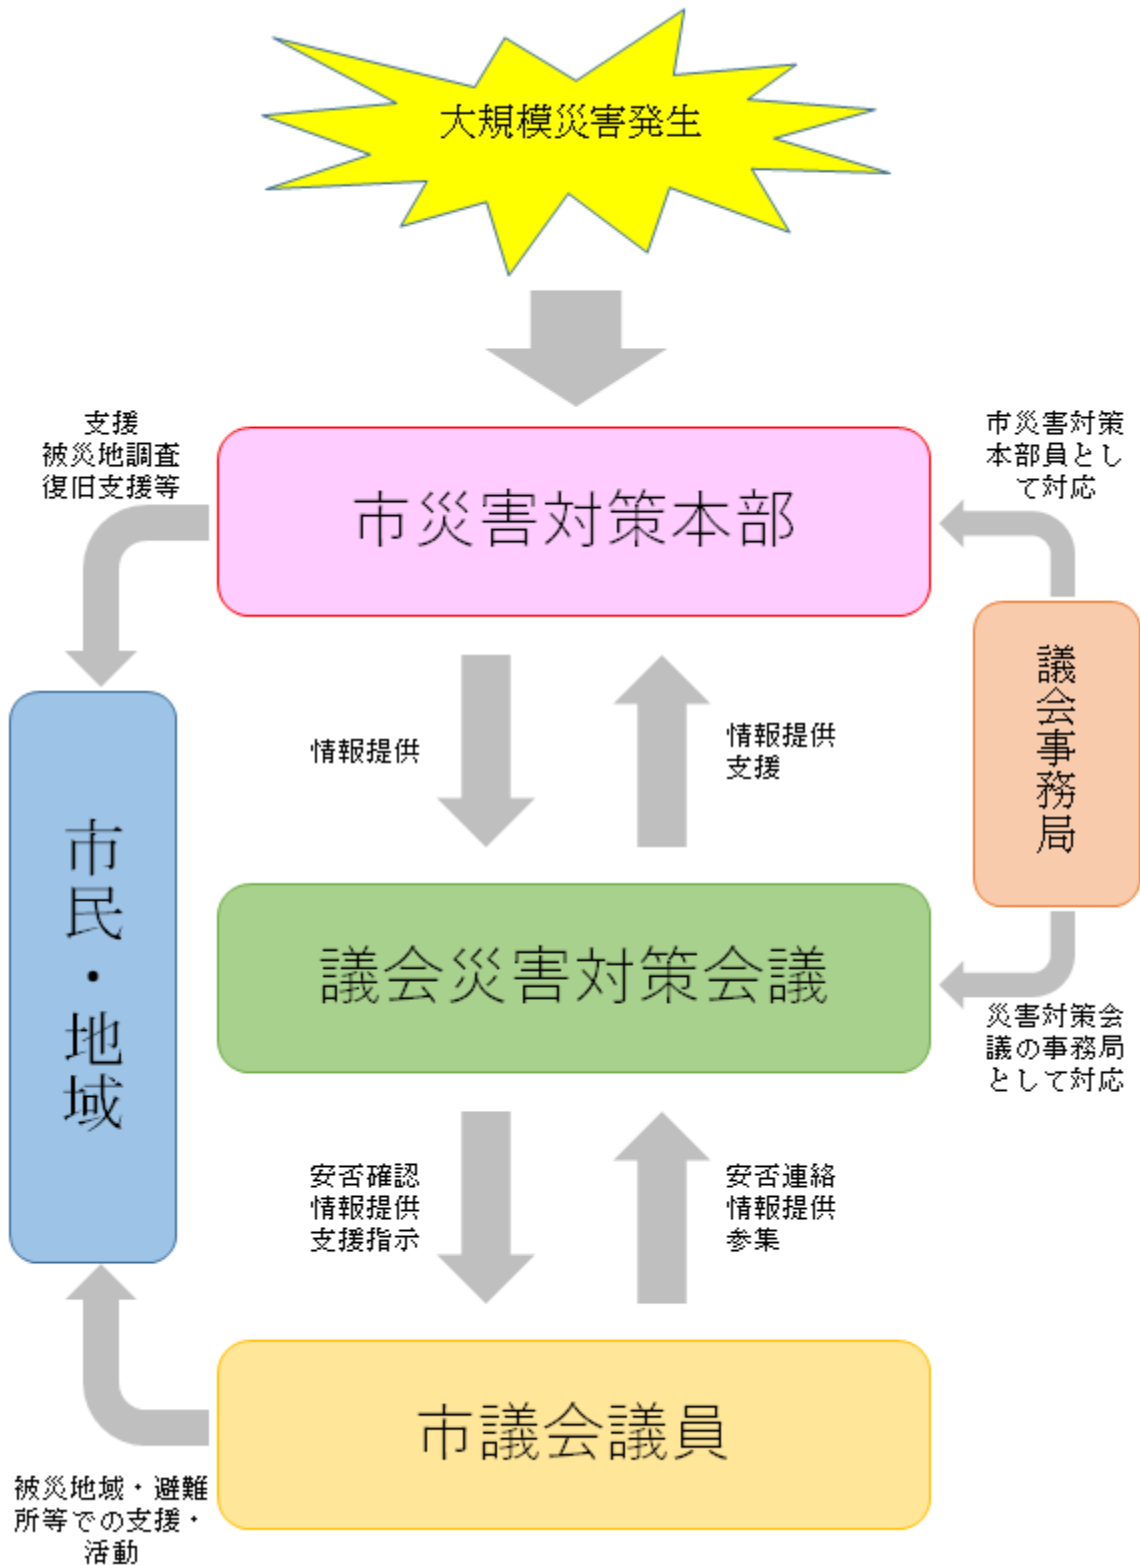 大規模災害発生
支援
被災地調査
復旧支援等
市災害対策
本部員とし
て対応
市災害対策本部
議会事務局
情報提供
情報提供
支援
市民・地域
議会災害対策会議
災害対策会
議の事務局
として対応
安否確認
情報提供
支援指示
安否連絡
情報提供
参集
市議会議員
被災地域・避難
所等での支援・
活動